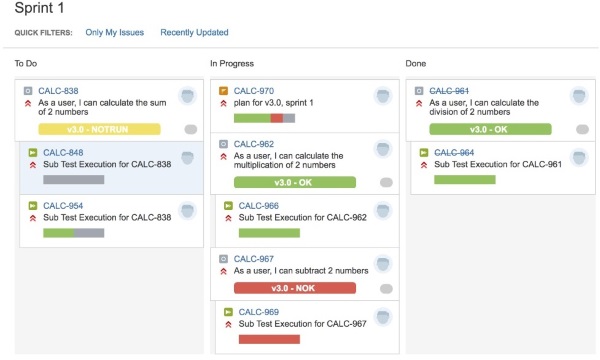 Sprint 1
QUICK FILTERS: Only My Issues Recently Updated
To Do
CALC-838
As a user, I can calculate the sum
of 2 numbers
v3.0 - NOTRUN
CALC-848
Sub Test Execution for CALC-838
CALC-954
Sub Test Execution for CALC-838
In Progress
CALC-970
plan for v3.0, sprint 1
CALC-962
As a user, I can calculate the
multiplication of 2 numbers
v3.0 - OK
CALC-966
Sub Test Execution for CALC-962
CALC-967
As a user, I can subtract 2 numbers
v3.0 - NOK
CALC-969
Sub Test Execution for CALC-967
Done
CALC-961
As a user, I can calculate the
division of 2 numbers
v3.0 - OK
CALC-964
Sub Test Execution for CALC-961